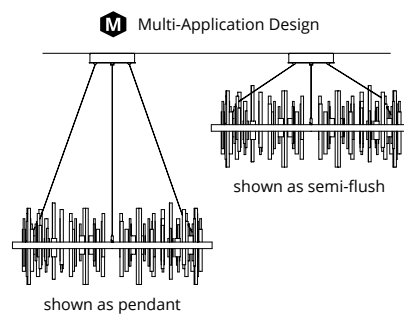 M Multi-Application Design
shown as semi-flush
shown as pendant